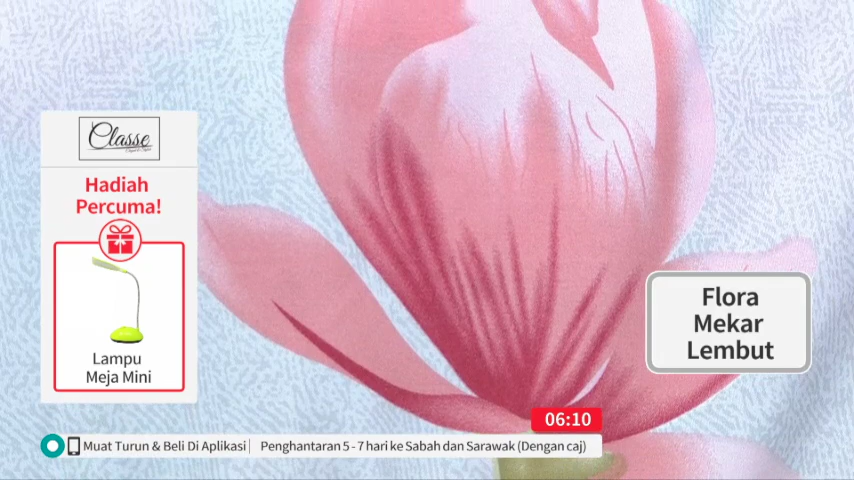 Classe
Hadiah
Percuma!
Lampu
Meja Mini
Flora
Mekar
Lembut
06:10
Muat Turun & Beli Di Aplikasi
Penghantaran 5 - 7 hari ke Sabah dan Sarawak (Dengan caj)